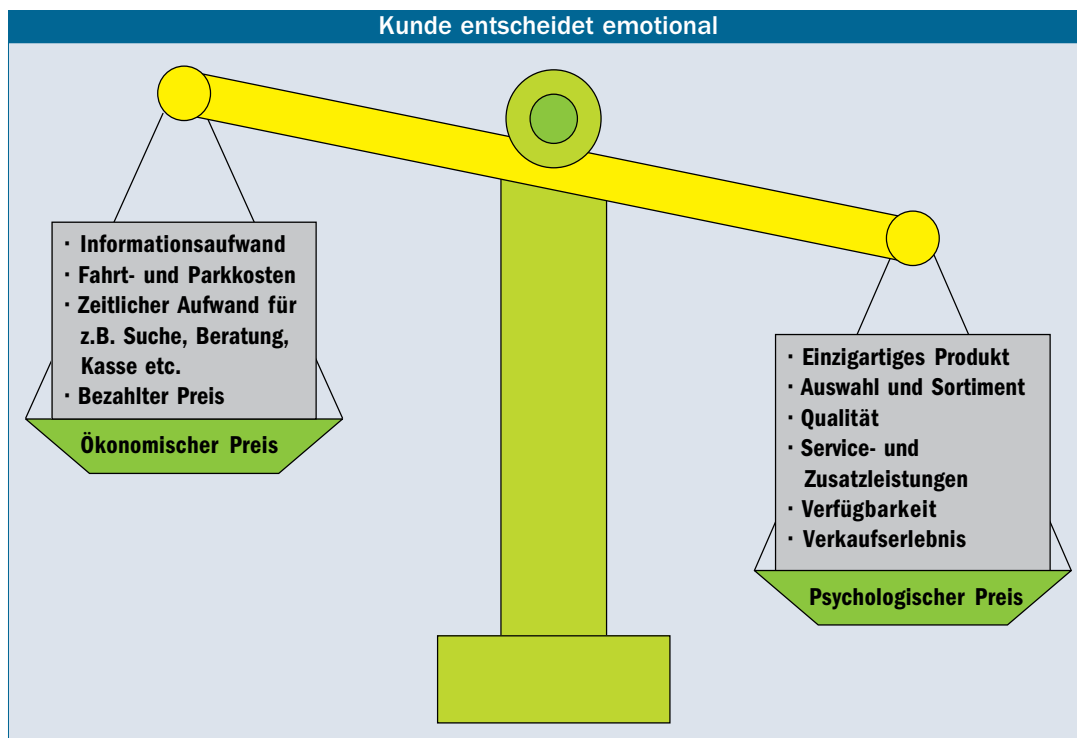 Kunde entscheidet emotional
· Informationsaufwand
· Fahrt- und Parkkosten
· Zeitlicher Aufwand für
z.B. Suche, Beratung,
Kasse etc.
· Bezahlter Preis
Ökonomischer Preis
· Einzigartiges Produkt
· Auswahl und Sortiment
· Qualität
· Service- und
Zusatzleistungen
· Verfügbarkeit
· Verkaufserlebnis
Psychologischer Preis